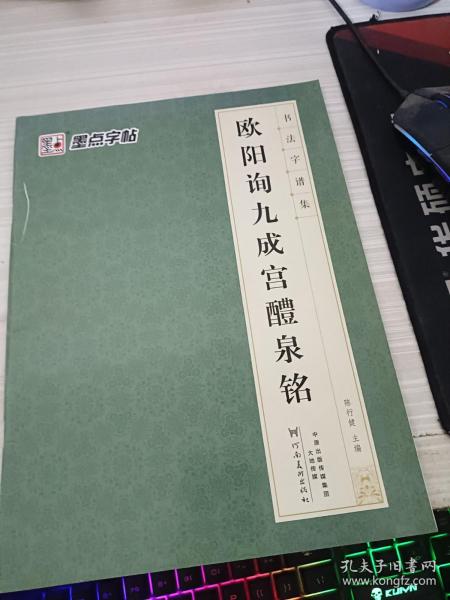 墨点字帖
书法字谱集
欧阳询九成宫醴泉铭
陈行健 主编
中原出版传媒集团
大地传媒
河南美术出版社
孔夫子旧书网
www.kongfz.com